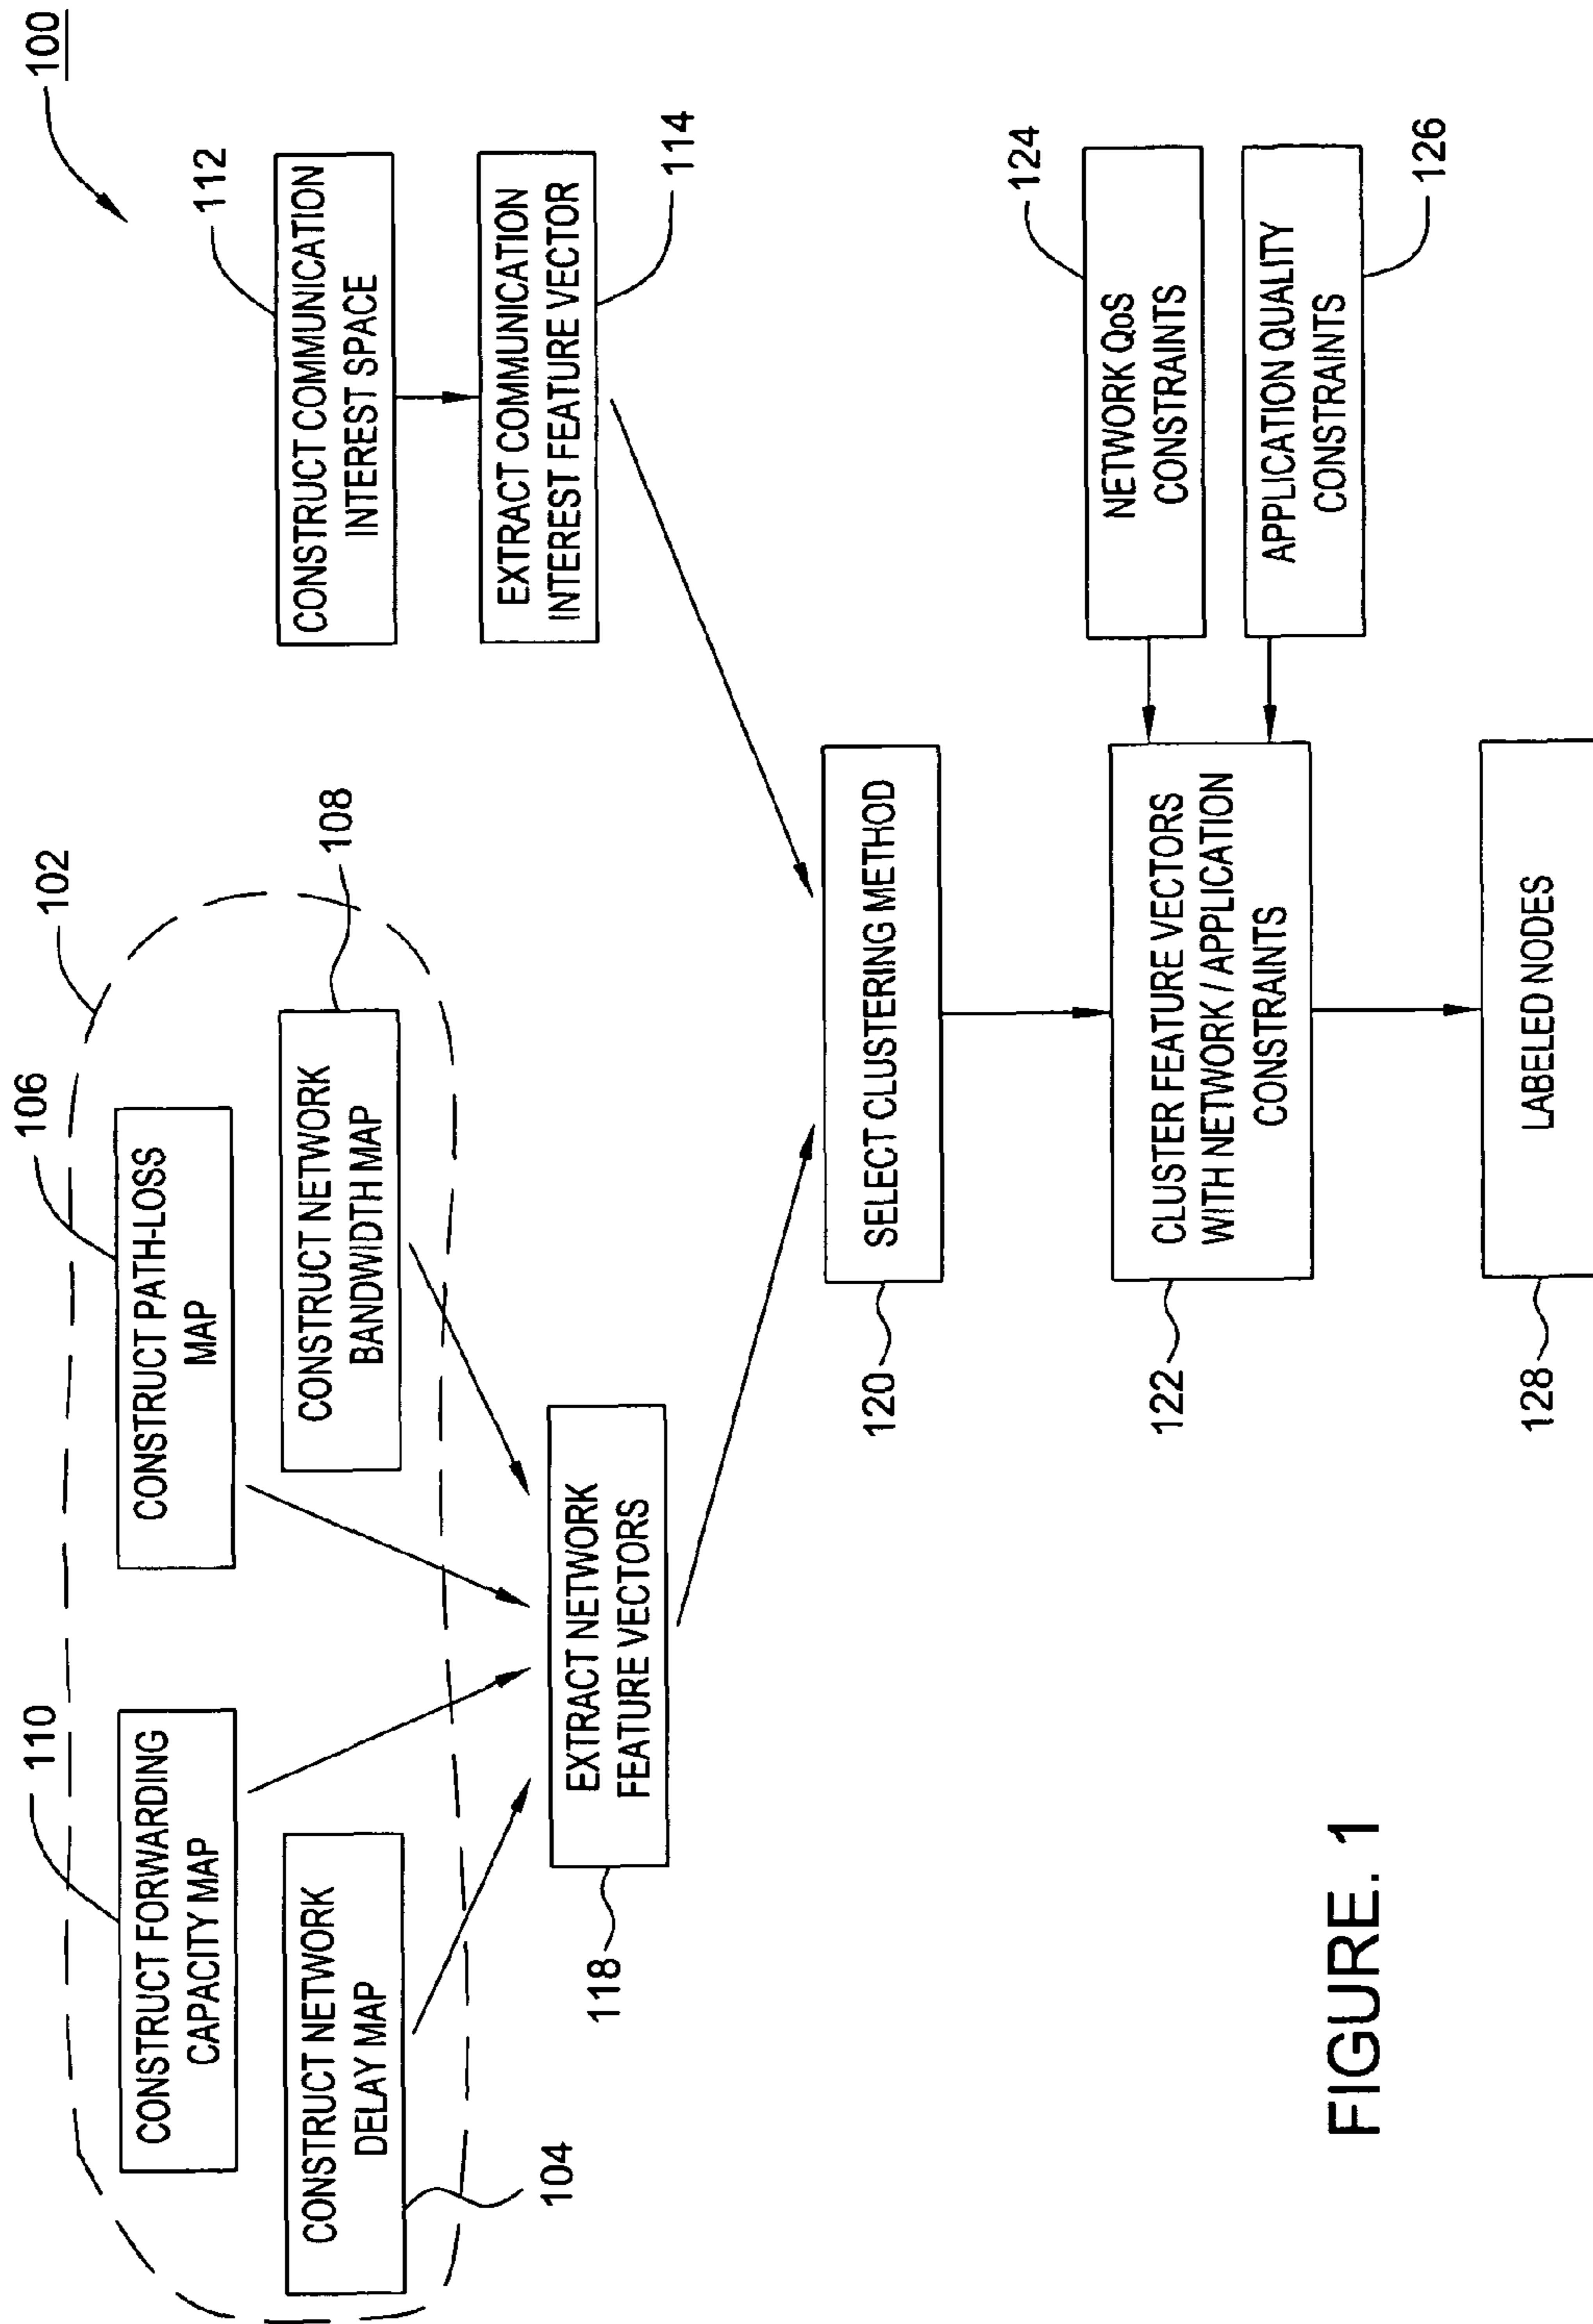 100
102
110
CONSTRUCT FORWARDING
CAPACITY MAP
106
CONSTRUCT PATH-LOSS
MAP
CONSTRUCT NETWORK
DELAY MAP
104
CONSTRUCT NETWORK
BANDWIDTH MAP
108
112
CONSTRUCT COMMUNICATION
INTEREST SPACE
EXTRACT COMMUNICATION
INTEREST FEATURE VECTOR
114
EXTRACT NETWORK
FEATURE VECTORS
118
SELECT CLUSTERING METHOD
120
CLUSTER FEATURE VECTORS
WITH NETWORK / APPLICATION
CONSTRAINTS
122
NETWORK QoS
CONSTRAINTS
124
APPLICATION QUALITY
CONSTRAINTS
126
LABELED NODES
128
FIGURE. 1